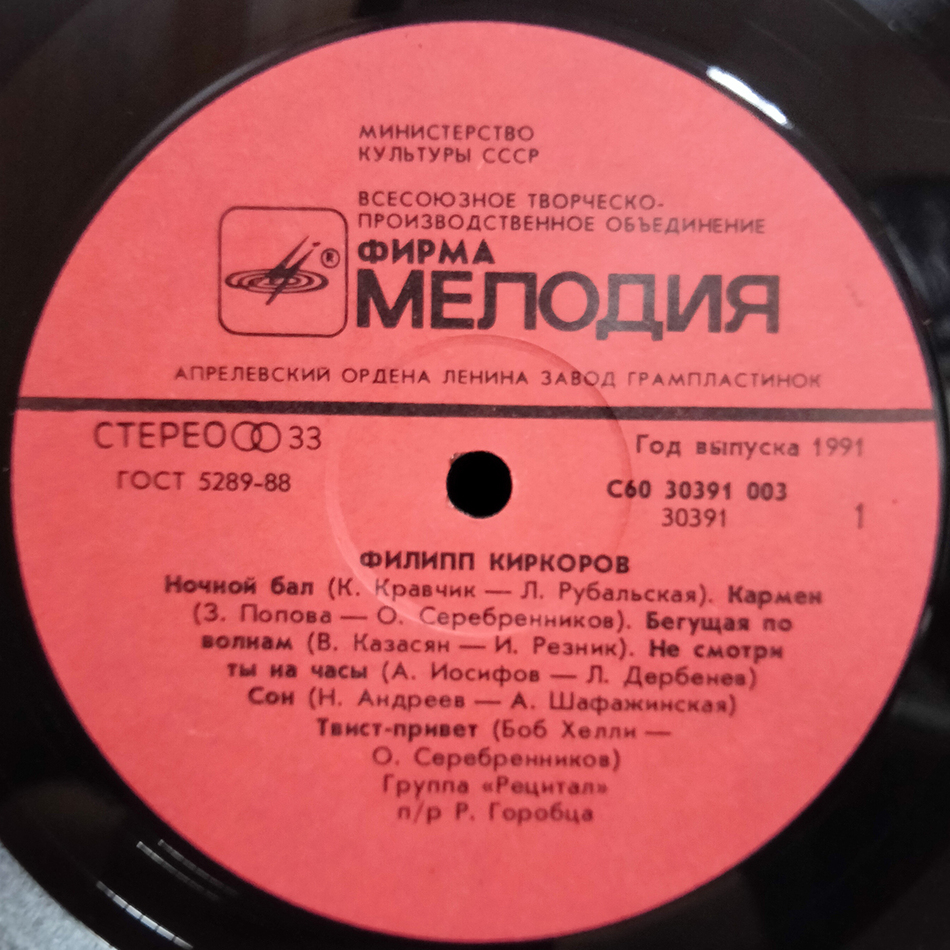 МИНИСТЕРСТВО
КУЛЬТУРЫ СССР
ВСЕСОЮЗНОЕ ТВОРЧЕСКО-
ПРОИЗВОДСТВЕННОЕ ОБЪЕДИНЕНИЕ
ФИРМА
®
МЕЛОДИЯ
АПРЕЛЕВСКИЙ ОРДЕНА ЛЕНИНА ЗАВОД ГРАМПЛАСТИНОК
СТЕРЕО 33
Год выпуска 1991
ГОСТ 5289-88
С60 30391 003
30391
1
ФИЛИПП КИРКОРОВ
Ночной бал (К. Кравчик — Л. Рубальская). Кармен
(З. Попова — О. Серебренников). Бегущая по
волнам (В. Казасян — И. Резник). Не смотри
ты на часы (А. Иосифов — Л. Дербенев)
Сон (Н. Андреев — А. Шафажинская)
Твист-привет (Боб Хелли —
О. Серебренников)
Группа «Рецитал»
п/р Р. Горобца